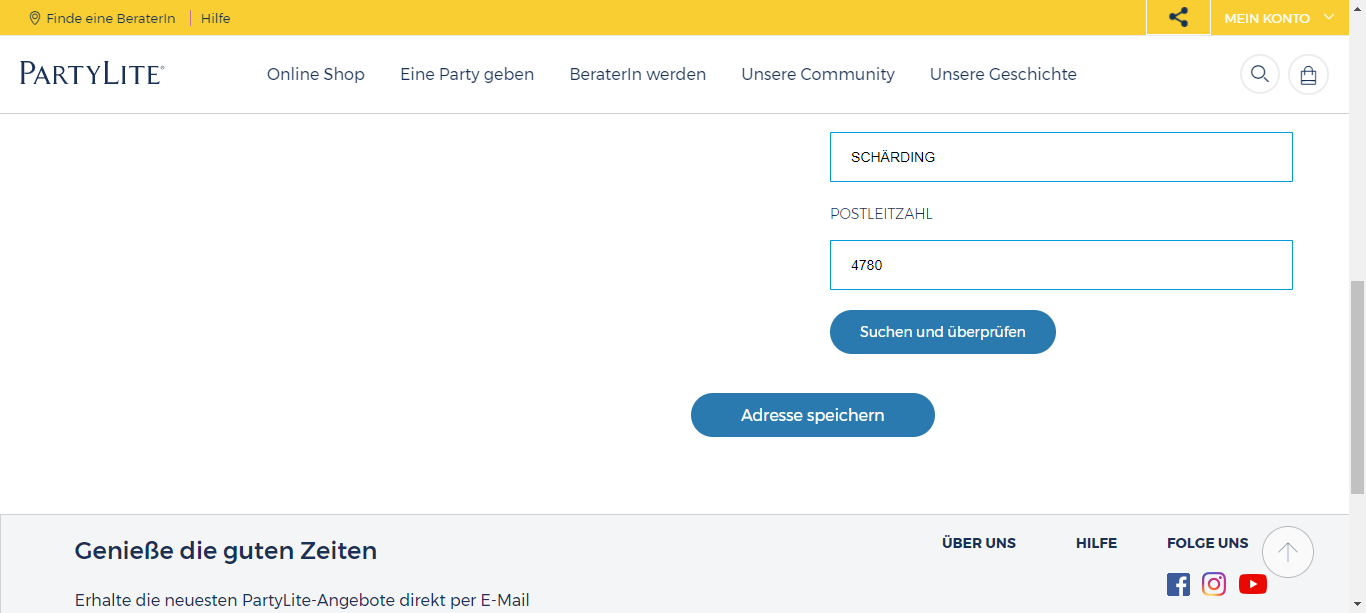 Finde eine BeraterIn
Hilfe
MEIN KONTO
PARTYLITE®
Online Shop
Eine Party geben
BeraterIn werden
Unsere Community
Unsere Geschichte
SCHÄRDING
POSTLEITZAHL
4780
Suchen und überprüfen
Adresse speichern
Genieße die guten Zeiten
ÜBER UNS
HILFE
FOLGE UNS
Erhalte die neuesten PartyLite-Angebote direkt per E-Mail